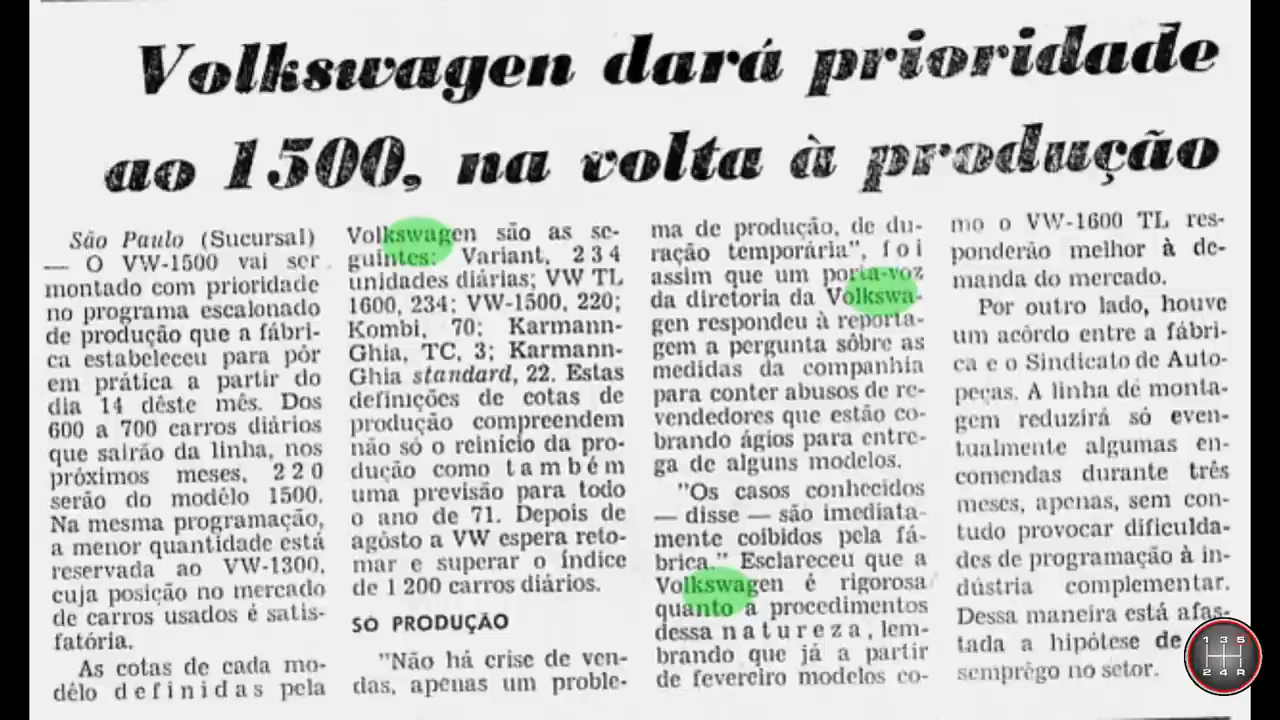 Volkswagen dará prioridade
ao 1500, na volta à produção
São Paulo (Sucursal)
— O VW-1500 vai ser
montado com prioridade
no programa escalonado
de produção que a fábri-
ca estabeleceu para pôr
em prática a partir do
dia 14 dêste mês. Dos
600 a 700 carros diários
que sairão da linha, nos
próximos meses, 220
serão do modêlo 1500.
Na mesma programação,
a menor quantidade está
reservada ao VW-1300,
cuja posição no mercado
de carros usados é satis-
fatória.
As cotas de cada mo-
dêlo definidas pela
Volkswagen são as se-
guintes: Variant, 234
unidades diárias; VW TL
1600, 234; VW-1500, 220;
Kombi, 70; Karmann-
Ghia, TC, 3; Karmann-
Ghia standard, 22. Estas
definições de cotas de
produção compreendem
não só o reinício da pro-
dução como também
uma previsão para todo
o ano de 71. Depois de
agôsto a VW espera reto-
mar e superar o índice
de 1 200 carros diários.
SÓ PRODUÇÃO
"Não há crise de ven-
das, apenas um proble-
ma de produção, de du-
ração temporária", foi
assim que um porta-voz
da diretoria da Volkswa-
gen respondeu à reporta-
gem a pergunta sôbre as
medidas da companhia
para conter abusos de re-
vendedores que estão co-
brando ágios para entre-
ga de alguns modelos.
"Os casos conhecidos
— disse — são imediata-
mente coibidos pela fá-
brica." Esclareceu que a
Volkswagen é rigorosa
quanto a procedimentos
dessa natureza, lem-
brando que já a partir
de fevereiro modelos co-
mo o VW-1600 TL res-
ponderão melhor à de-
manda do mercado.
Por outro lado, houve
um acôrdo entre a fábri-
ca e o Sindicato de Auto-
peças. A linha de monta-
gem reduzirá só even-
tualmente algumas en-
comendas durante três
meses, apenas, sem con-
tudo provocar dificulda-
des de programação à in-
dústria complementar.
Dessa maneira está afas-
tada a hipótese de
semprêgo no setor.
1 3 5
2 4 R